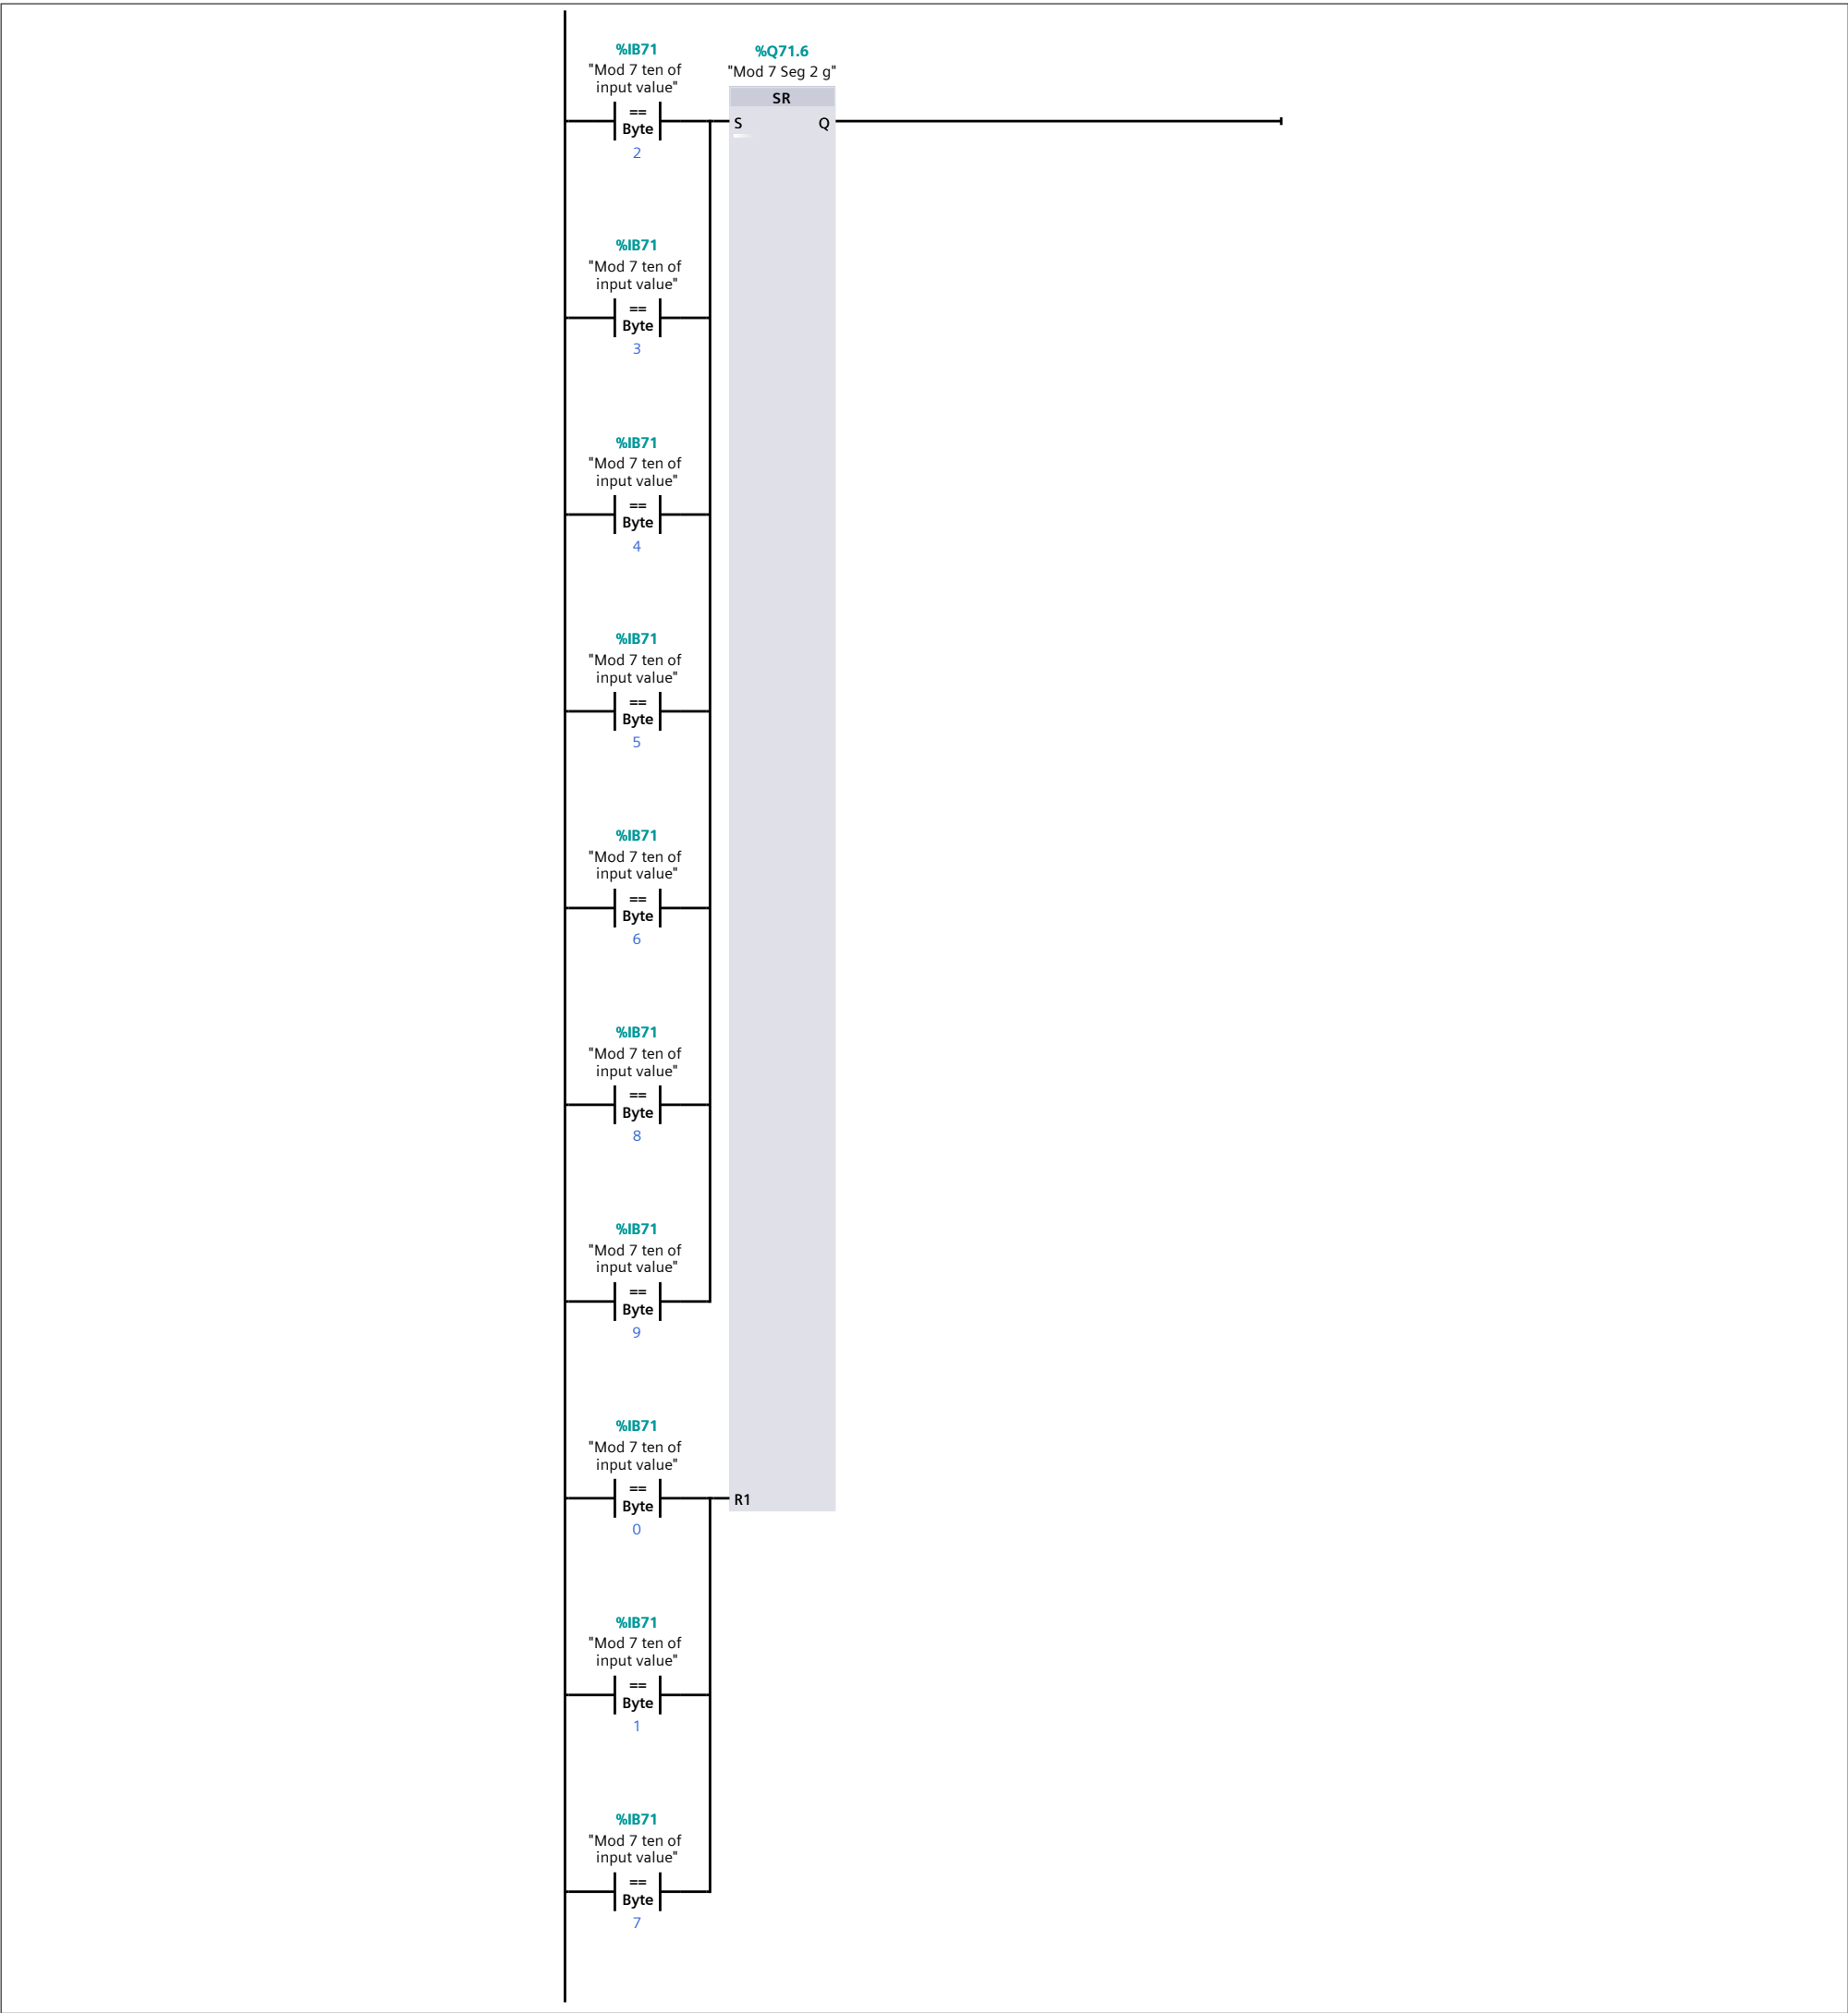 %IB71
"Mod 7 ten of
input value"
==
Byte
2
%Q71.6
"Mod 7 Seg 2 g"
SR
S
Q
%IB71
"Mod 7 ten of
input value"
==
Byte
3
%IB71
"Mod 7 ten of
input value"
==
Byte
4
%IB71
"Mod 7 ten of
input value"
==
Byte
5
%IB71
"Mod 7 ten of
input value"
==
Byte
6
%IB71
"Mod 7 ten of
input value"
==
Byte
8
%IB71
"Mod 7 ten of
input value"
==
Byte
9
%IB71
"Mod 7 ten of
input value"
==
Byte
0
R1
%IB71
"Mod 7 ten of
input value"
==
Byte
1
%IB71
"Mod 7 ten of
input value"
==
Byte
7